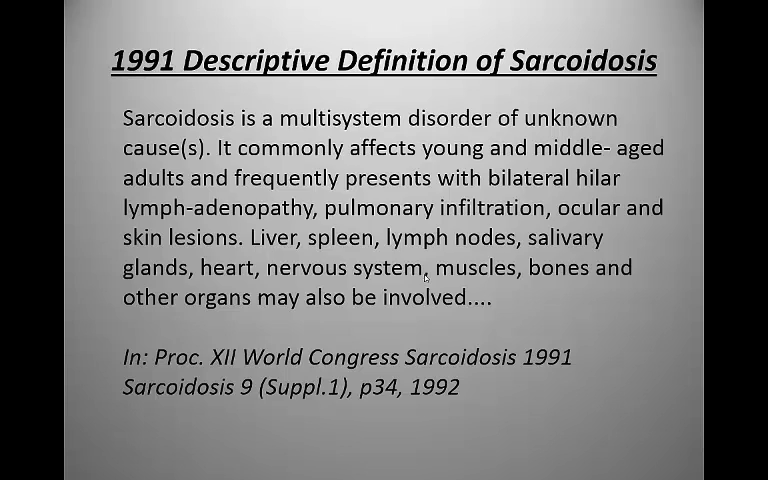 1991 Descriptive Definition of Sarcoidosis
Sarcoidosis is a multisystem disorder of unknown
cause(s). It commonly affects young and middle- aged
adults and frequently presents with bilateral hilar
lymph-adenopathy, pulmonary infiltration, ocular and
skin lesions. Liver, spleen, lymph nodes, salivary
glands, heart, nervous system, muscles, bones and
other organs may also be involved....
In: Proc. XII World Congress Sarcoidosis 1991
Sarcoidosis 9 (Suppl.1), p34, 1992